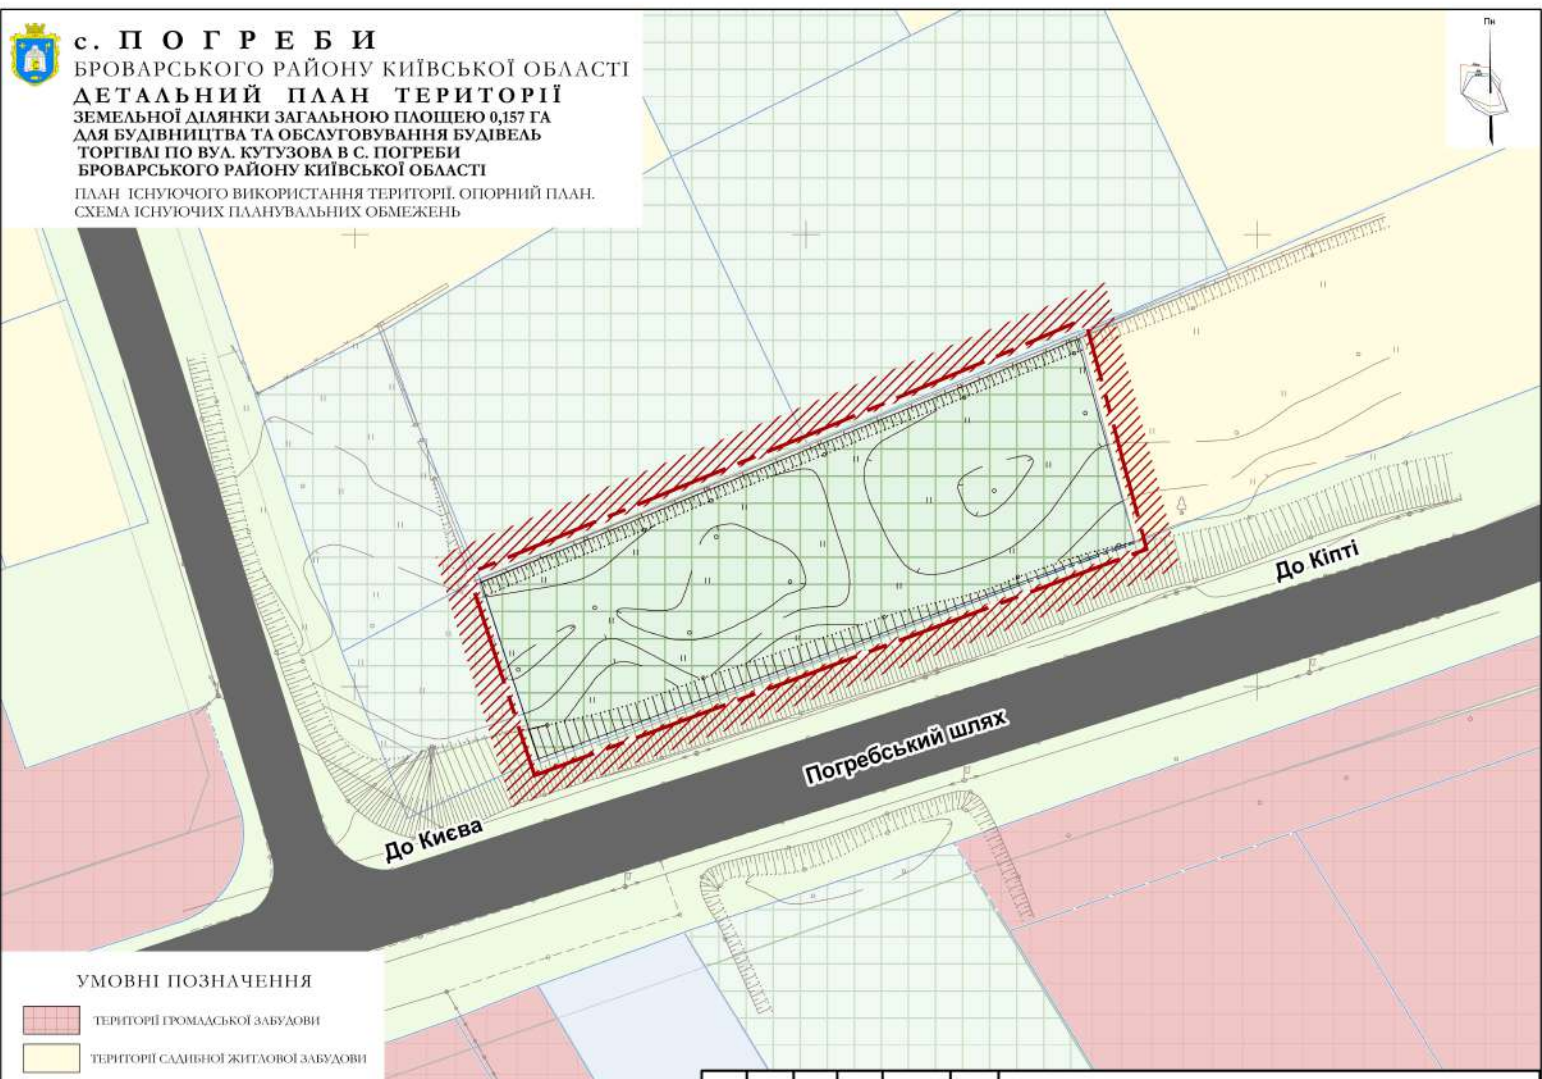 с. ПОГРЕБИ
БРОВАРСЬКОГО РАЙОНУ КИЇВСЬКОЇ ОБЛАСТІ
ДЕТАЛЬНИЙ ПЛАН ТЕРИТОРІЇ
ЗЕМЕЛЬНОЇ ДІЛЯНКИ ЗАГАЛЬНОЮ ПЛОЩЕЮ 0,157 ГА
ДЛЯ БУДІВНИЦТВА ТА ОБСЛУГОВУВАННЯ БУДІВЕЛЬ
ТОРГІВЛІ ПО ВУЛ. КУТУЗОВА В С. ПОГРЕБИ
БРОВАРСЬКОГО РАЙОНУ КИЇВСЬКОЇ ОБЛАСТІ
ПЛАН ІСНУЮЧОГО ВИКОРИСТАННЯ ТЕРИТОРІЇ. ОПОРНИЙ ПЛАН.
СХЕМА ІСНУЮЧИХ ПЛАНУВАЛЬНИХ ОБМЕЖЕНЬ
Пн
До Кіпті
Погребський шлях
До Києва
УМОВНІ ПОЗНАЧЕННЯ
ТЕРИТОРІЇ ГРОМАДСЬКОЇ ЗАБУДОВИ
ТЕРИТОРІЇ САДИБНОЇ ЖИТЛОВОЇ ЗАБУДОВИ